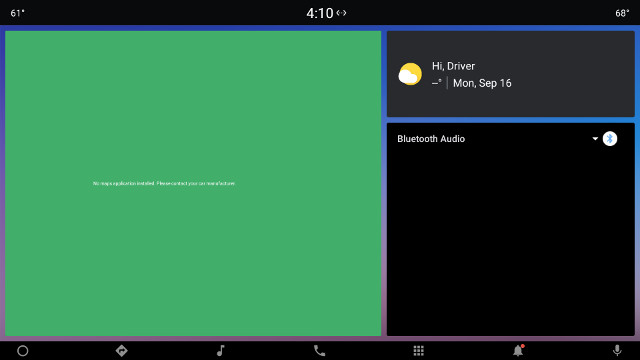 61°
4:10
68°
No maps application installed. Please contact your car manufacturer.
Hi, Driver
--° | Mon, Sep 16
Bluetooth Audio